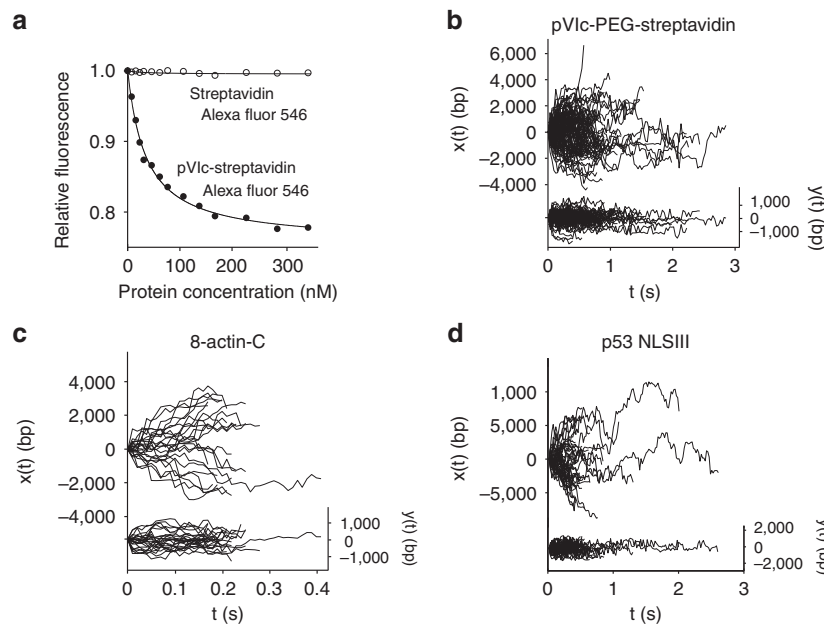 a
1.0
0.9
0.8
Relative fluorescence
Streptavidin
Alexa fluor 546
pVIc-streptavidin
Alexa fluor 546
0
100
200
300
Protein concentration (nM)
b
pVIc-PEG-streptavidin
6,000
4,000
2,000
0
−2,000
−4,000
x(t) (bp)
1,000
0
−1,000
y(t) (bp)
0
1
2
3
t (s)
c
8-actin-C
4,000
2,000
0
−2,000
−4,000
x(t) (bp)
1,000
0
−1,000
y(t) (bp)
0
0.1
0.2
0.3
0.4
t (s)
d
p53 NLSIII
1,000
5,000
0
−5,000
x(t) (bp)
2,000
0
−2,000
y(t) (bp)
0
1
2
3
t (s)